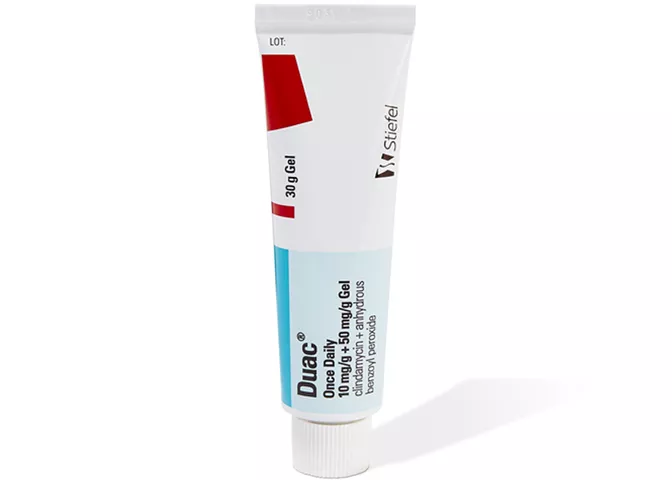 LOT:
30 g Gel
Stiefel
Duac®
Once Daily
10 mg/g + 50 mg/g Gel
clindamycin + anhydrous
benzoyl peroxide